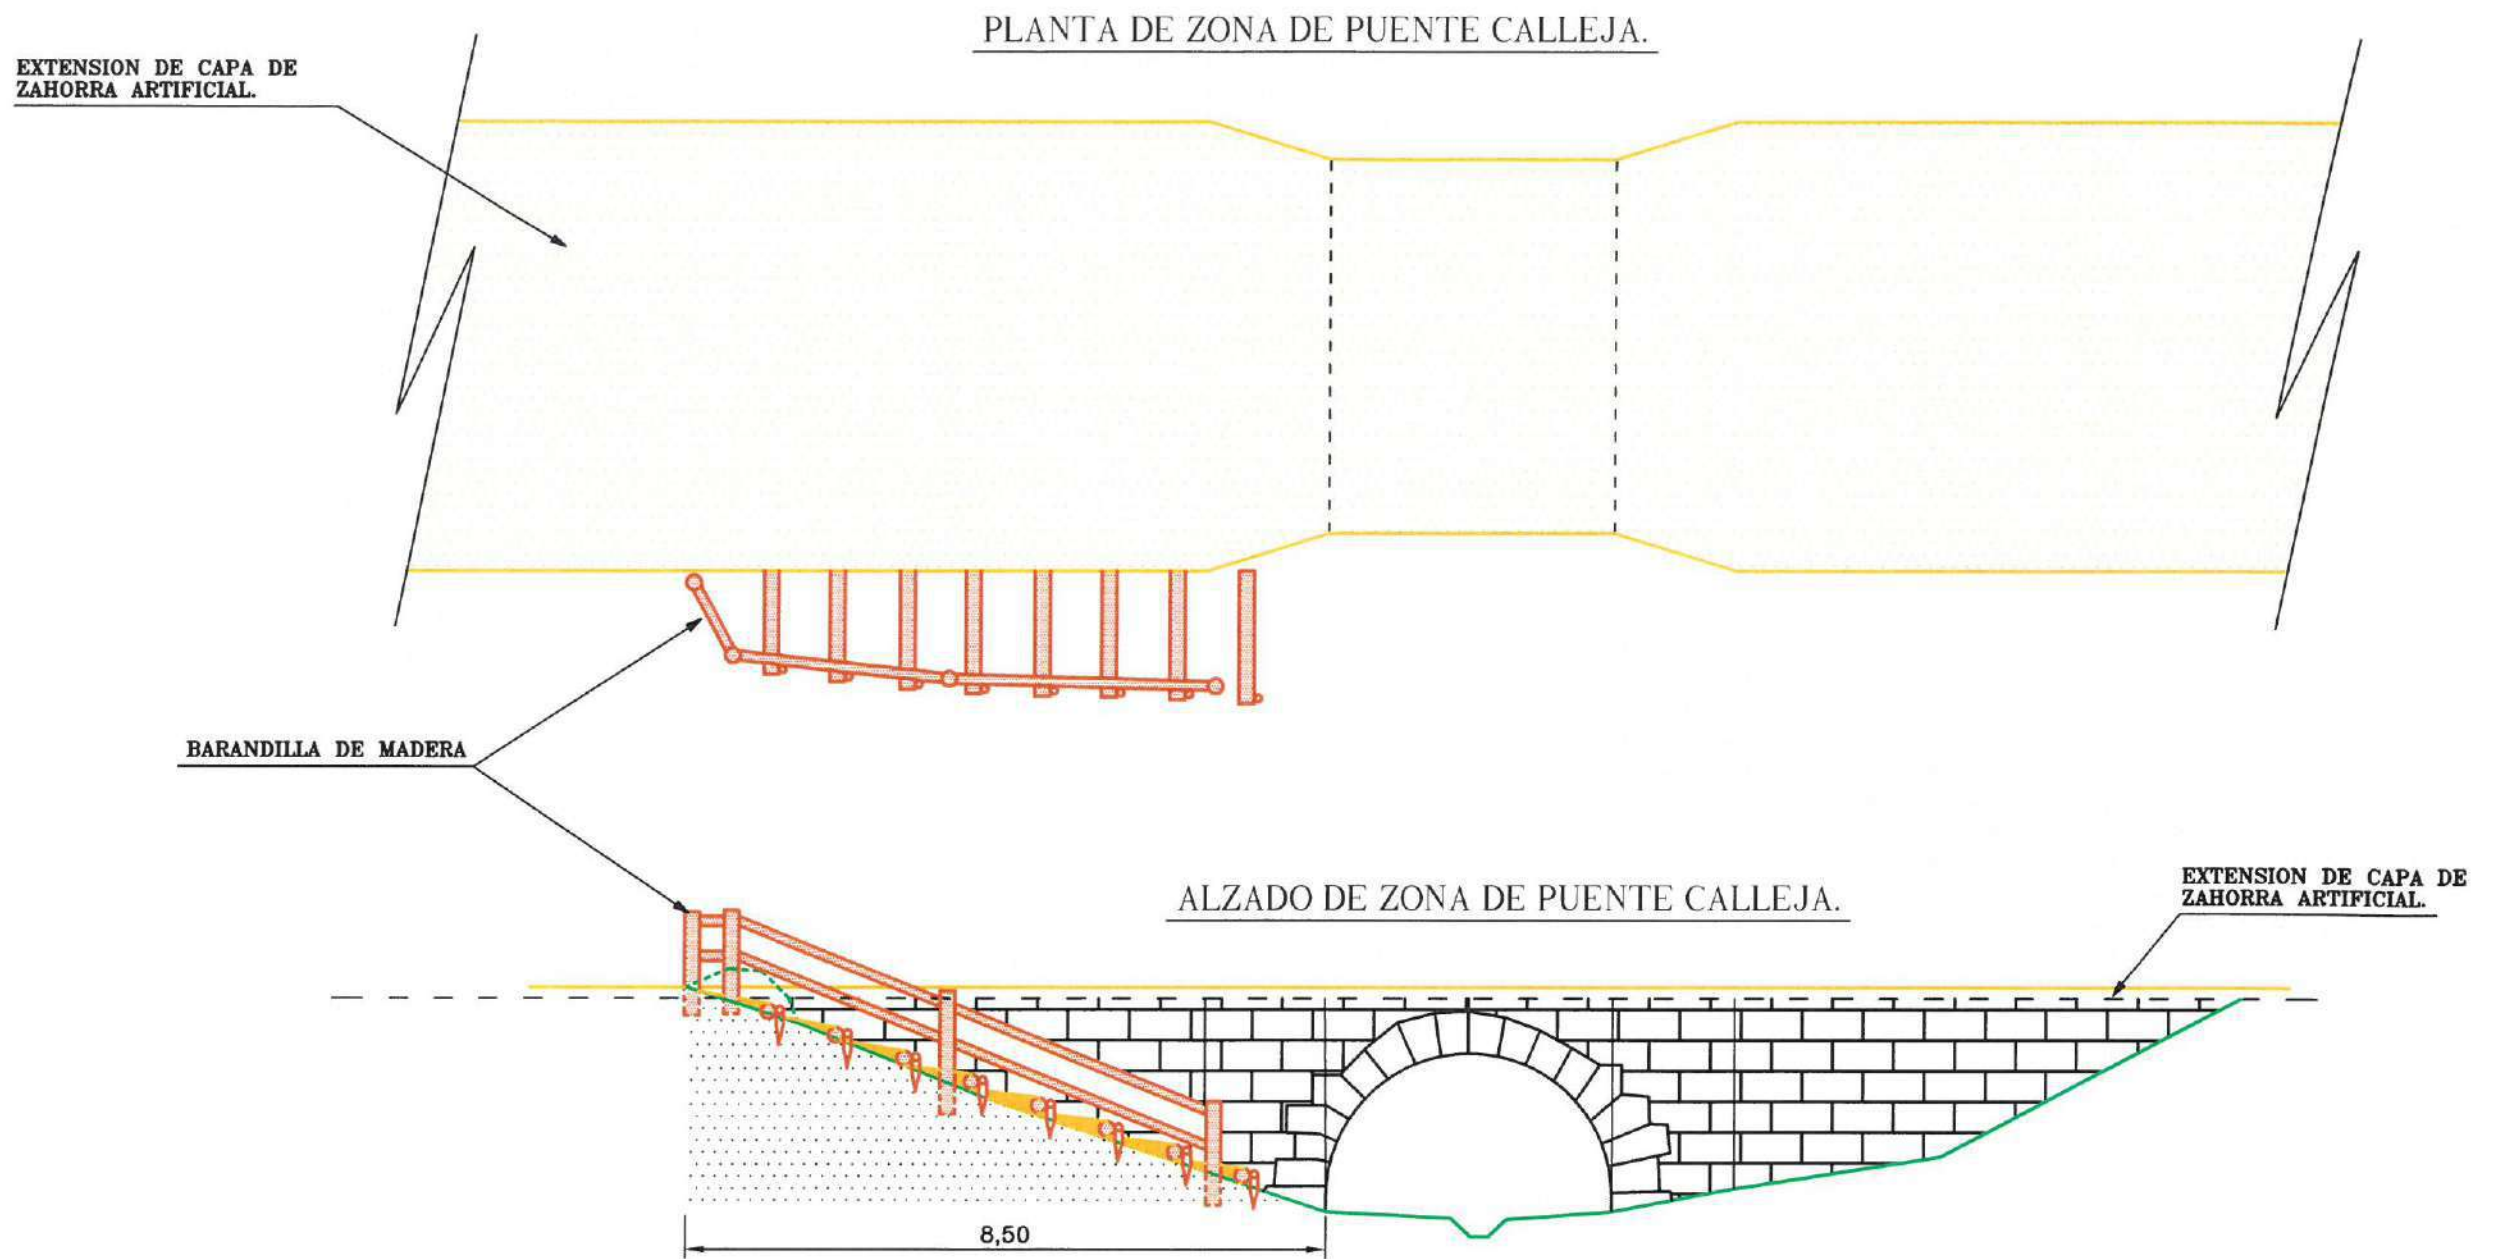 PLANTA DE ZONA DE PUENTE CALLEJA.
EXTENSION DE CAPA DE
ZAHORRA ARTIFICIAL.
BARANDILLA DE MADERA
ALZADO DE ZONA DE PUENTE CALLEJA.
EXTENSION DE CAPA DE
ZAHORRA ARTIFICIAL.
8,50